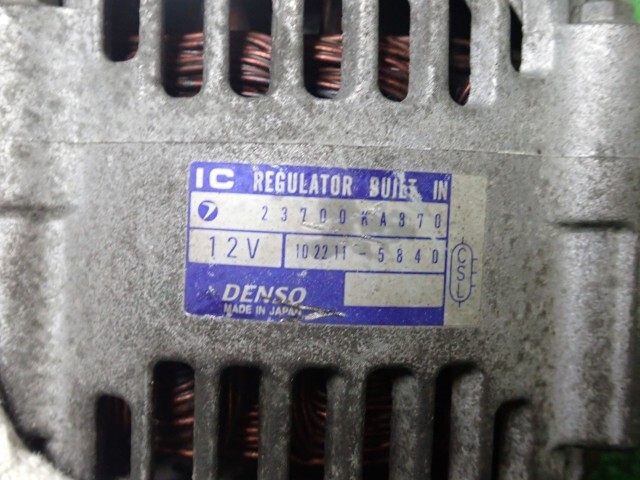 IC REGULATOR BUILT IN
23700KA870
12V 102211-5840
CSL
DENSO
MADE IN JAPAN